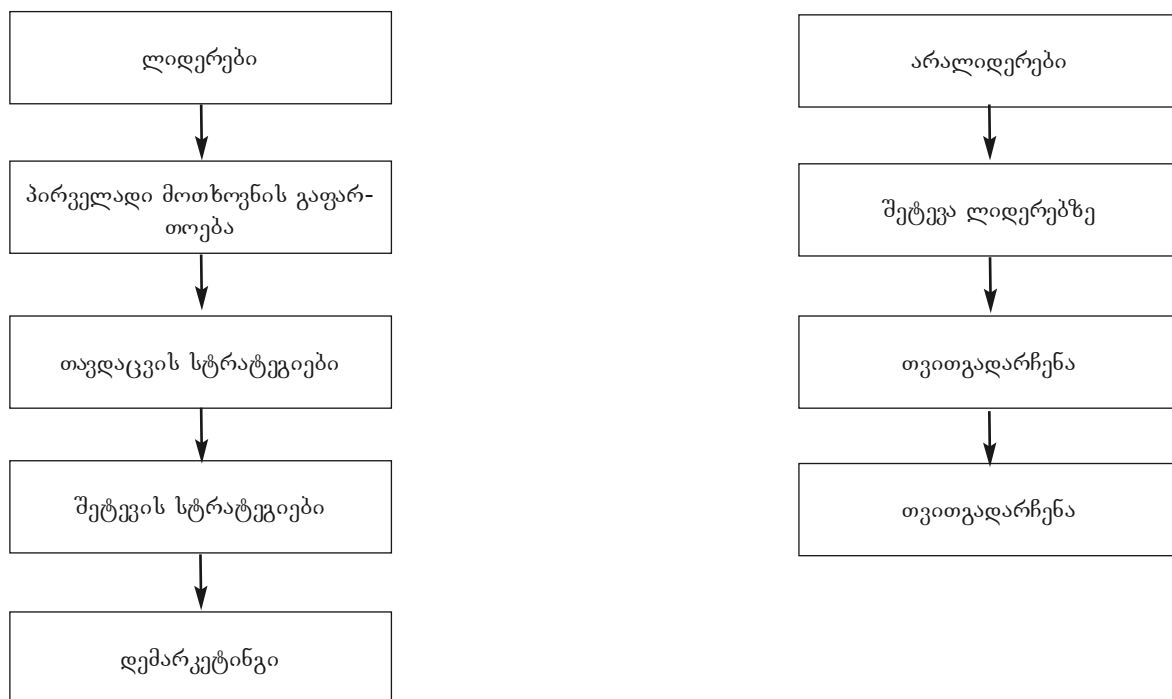 ლიდერები
პირველადი მოთხოვნის გაფარ-
თოება
თავდაცვის სტრატეგიები
შეტევის სტრატეგიები
დემარკეტინგი
არალიდერები
შეტევა ლიდერებზე
თვითგადარჩენა
თვითგადარჩენა